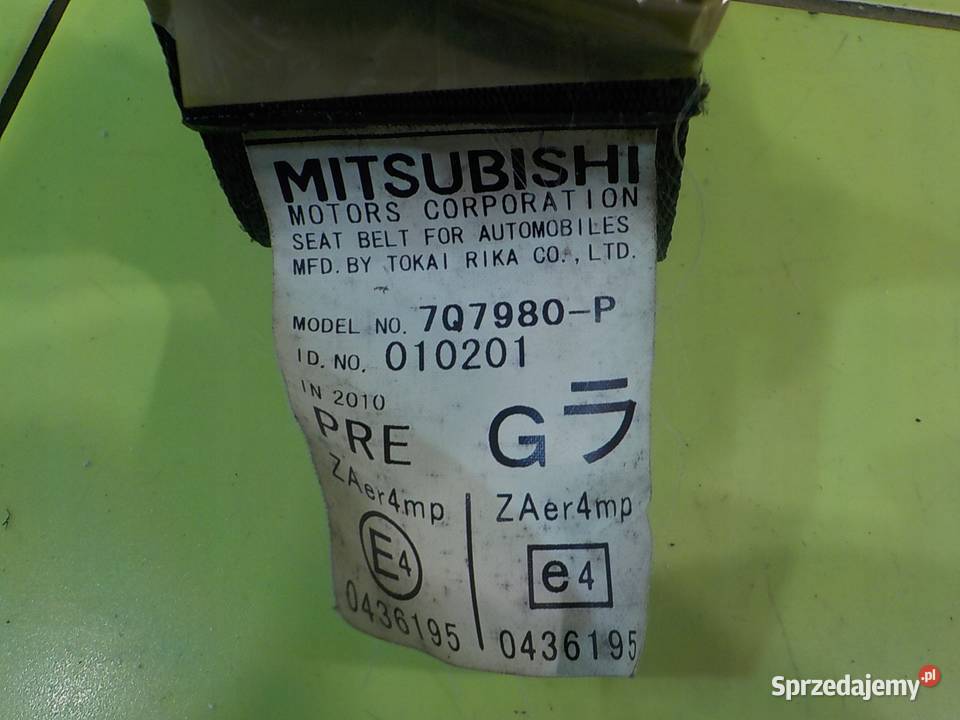 MITSUBISHI
MOTORS CORPORATION
SEAT BELT FOR AUTOMOBILES
MFD. BY TOKAI RIKA CO., LTD.
MODEL NO. 7Q7980-P
ID. NO. 010201
IN 2010
PRE Gラ
ZAer4mp ZAer4mp
E4 e4
0436195 0436195
Sprzedajemy.pl